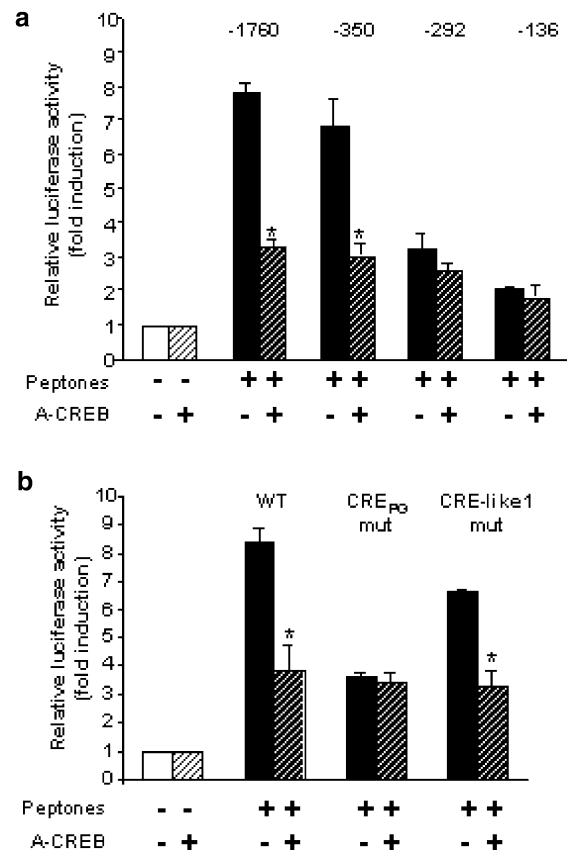 a
-1760 -350 -292 -136
Relative luciferase activity
(fold induction)
10
9
8
7
6
5
4
3
2
1
0
* *
Peptones - - + + + + + + + +
A-CREB - + - + - + - + - +
b
WT CREPG CRE-like1
mut mut
Relative luciferase activity
(fold induction)
10
9
8
7
6
5
4
3
2
1
0
* *
Peptones - - + + + + + +
A-CREB - + - + - + - +